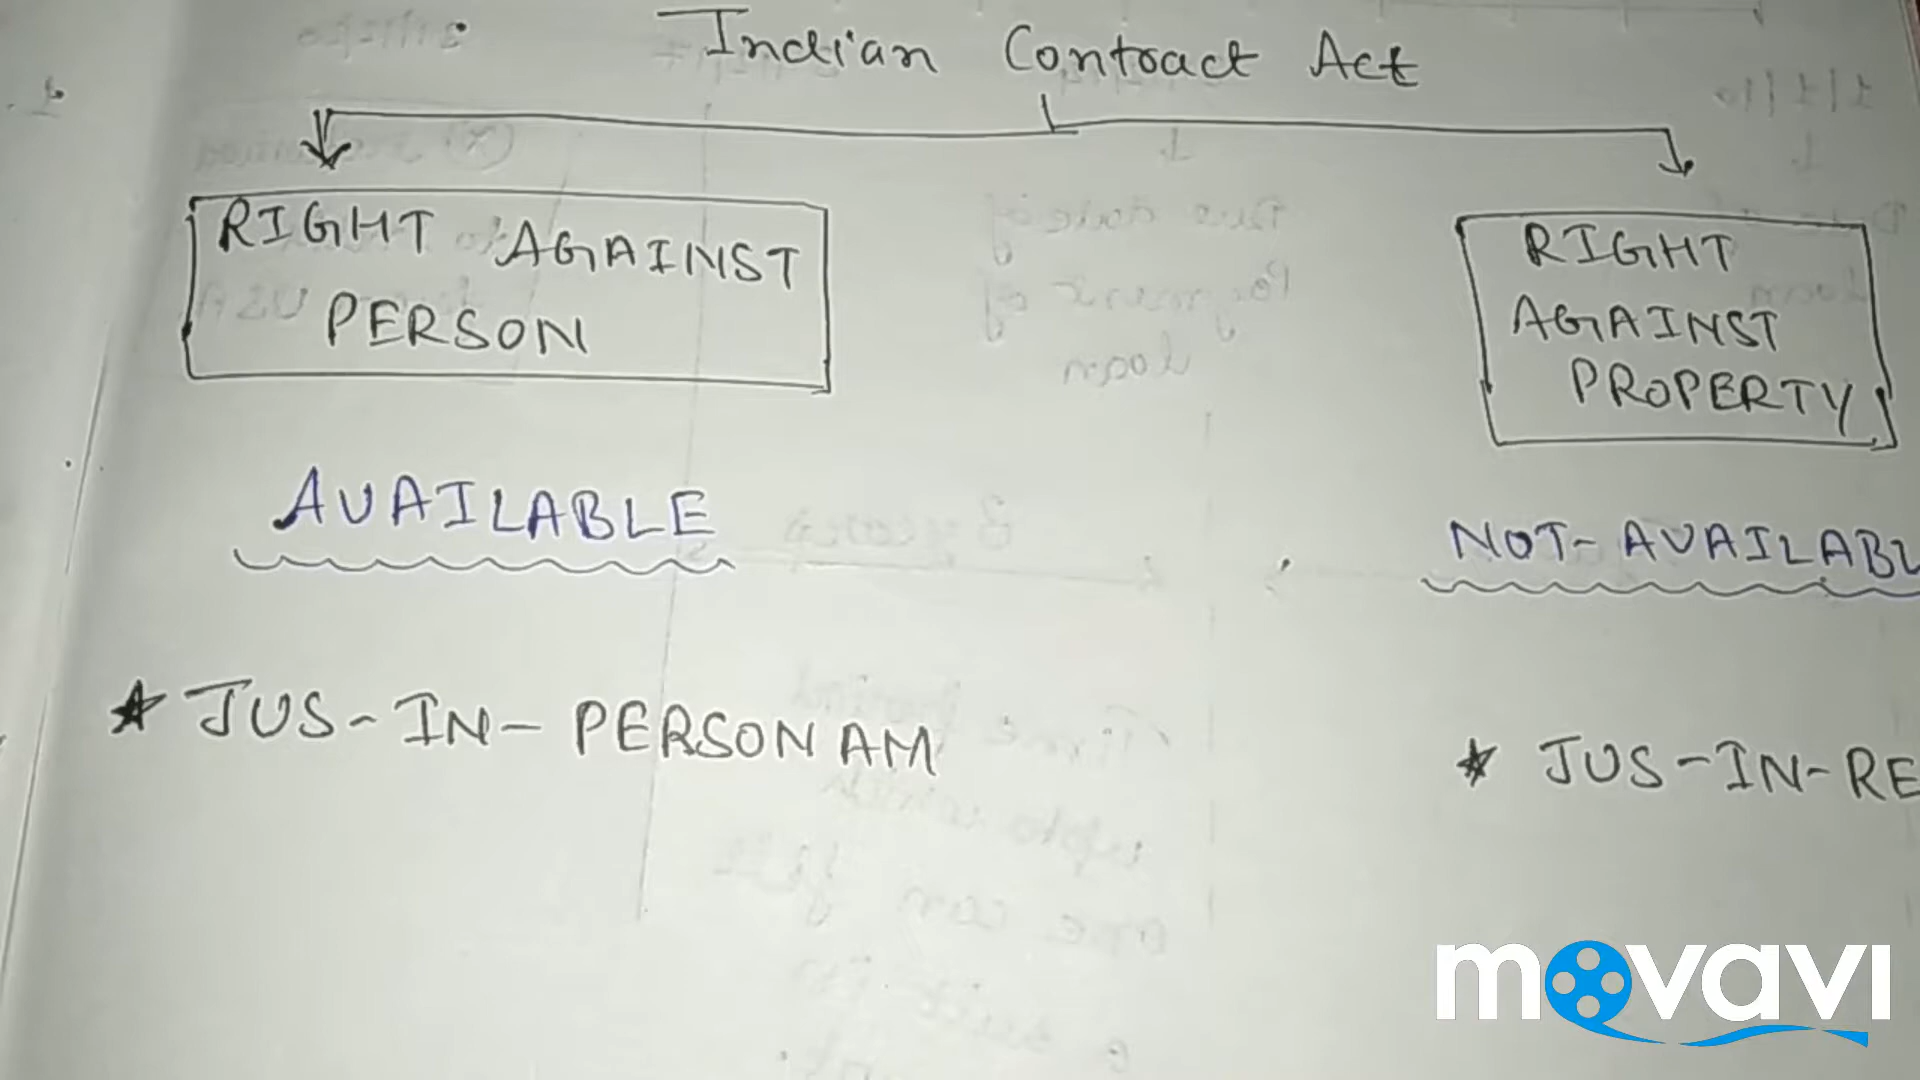 Indian Contract Act
RIGHT AGAINST
PERSON
RIGHT
AGAINST
PROPERTY
AVAILABLE
NOT-AVAILABL
★ JUS-IN-PERSONAM
★ JUS-IN-RE
movavi